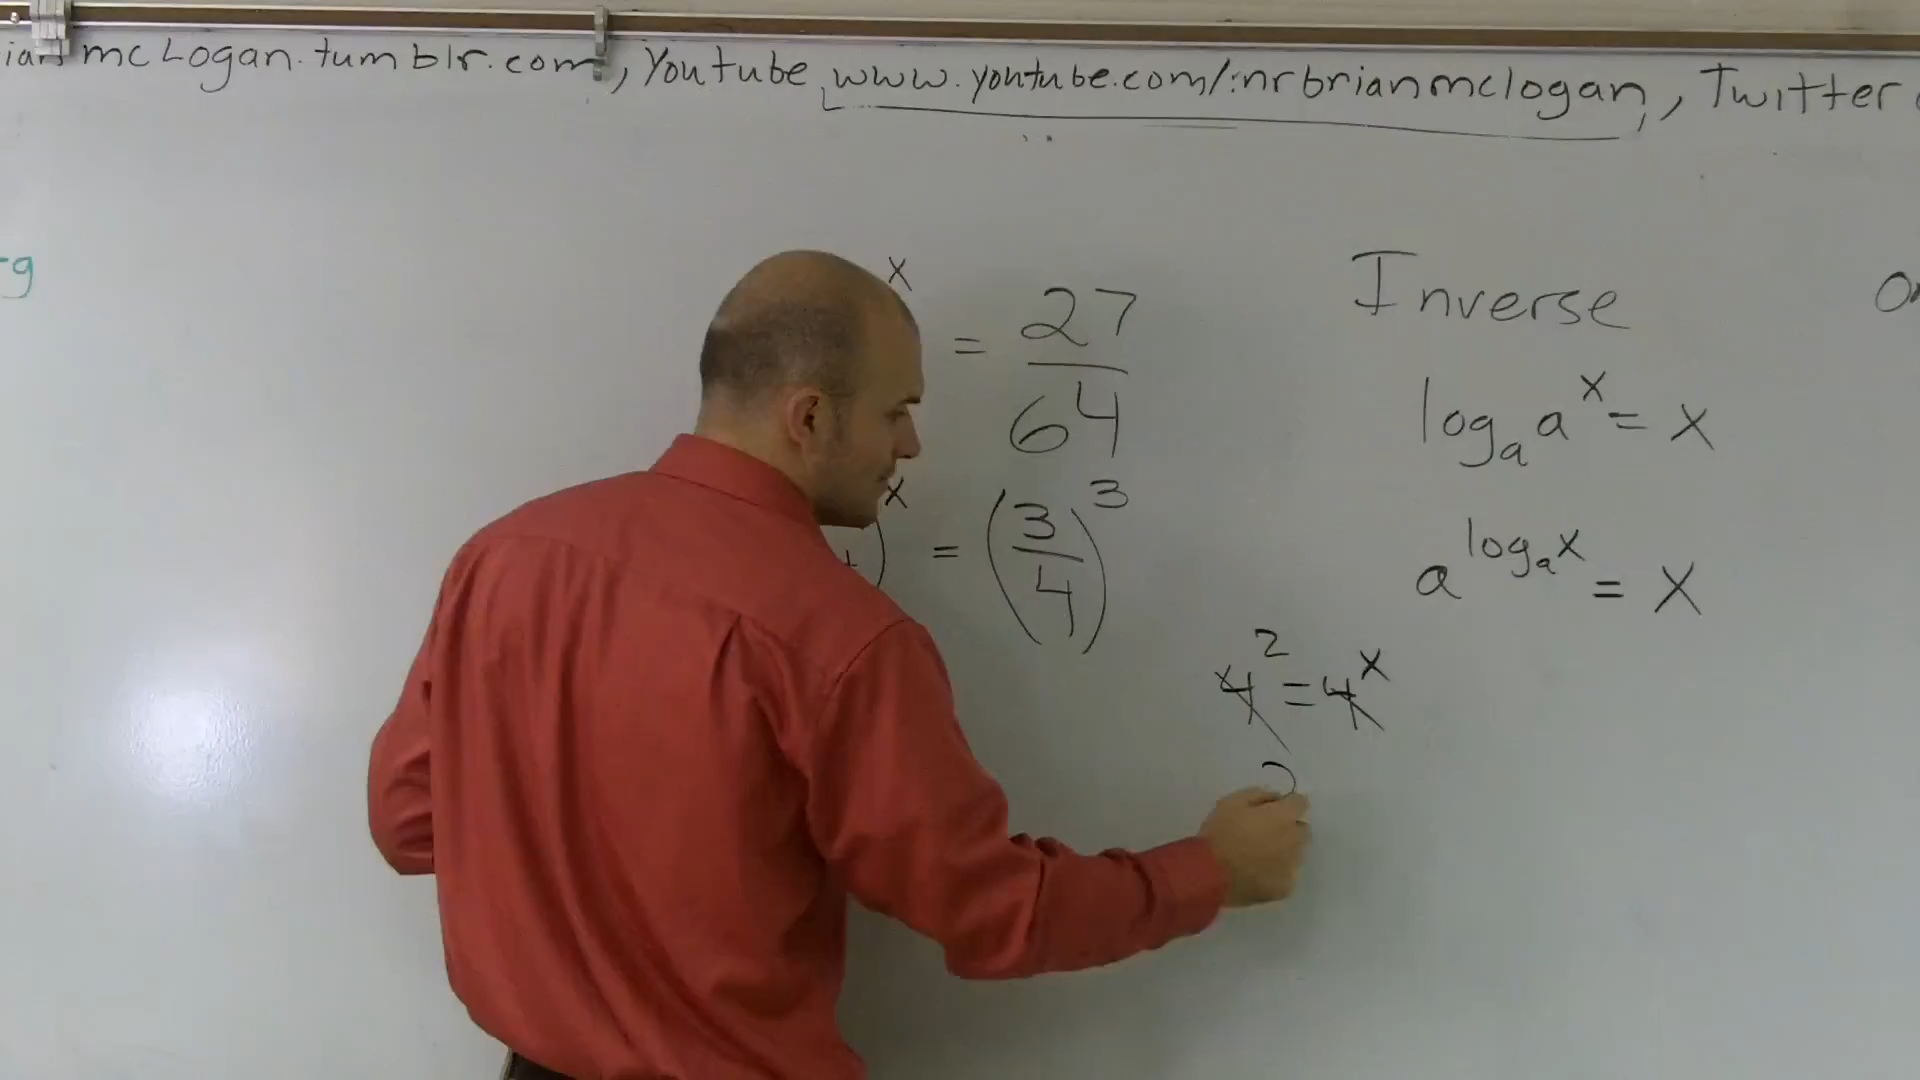 mcLogan.tumblr.com, Youtube www.youtube.com/mrbrianmclogan, Twitter
rg
x = 27/64
Inverse
log_a a^x = x
x = (3/4)^3
a^(log_a x) = x
4^2 = 4^x
2